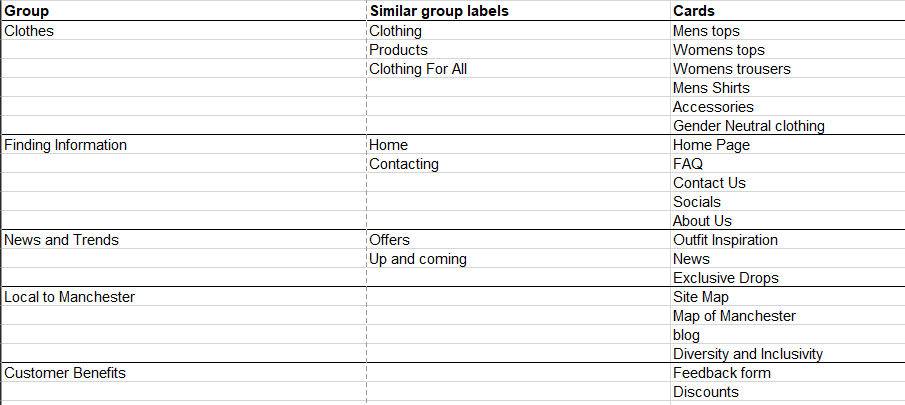 Group Similar group labels Cards
Clothes Clothing Mens tops
Products Womens tops
Clothing For All Womens trousers
Mens Shirts
Accessories
Gender Neutral clothing
Finding Information Home Home Page
Contacting FAQ
Contact Us
Socials
About Us
News and Trends Offers Outfit Inspiration
Up and coming News
Exclusive Drops
Local to Manchester Site Map
Map of Manchester
blog
Diversity and Inclusivity
Customer Benefits Feedback form
Discounts